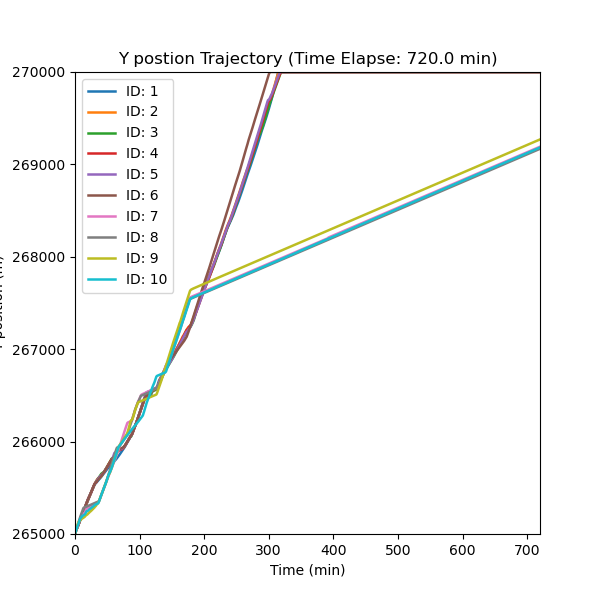 Y postion Trajectory (Time Elapse: 720.0 min)
270000
269000
268000
267000
266000
265000
ID: 1
ID: 2
ID: 3
ID: 4
ID: 5
ID: 6
ID: 7
ID: 8
ID: 9
ID: 10
0 100 200 300 400 500 600 700
Time (min)